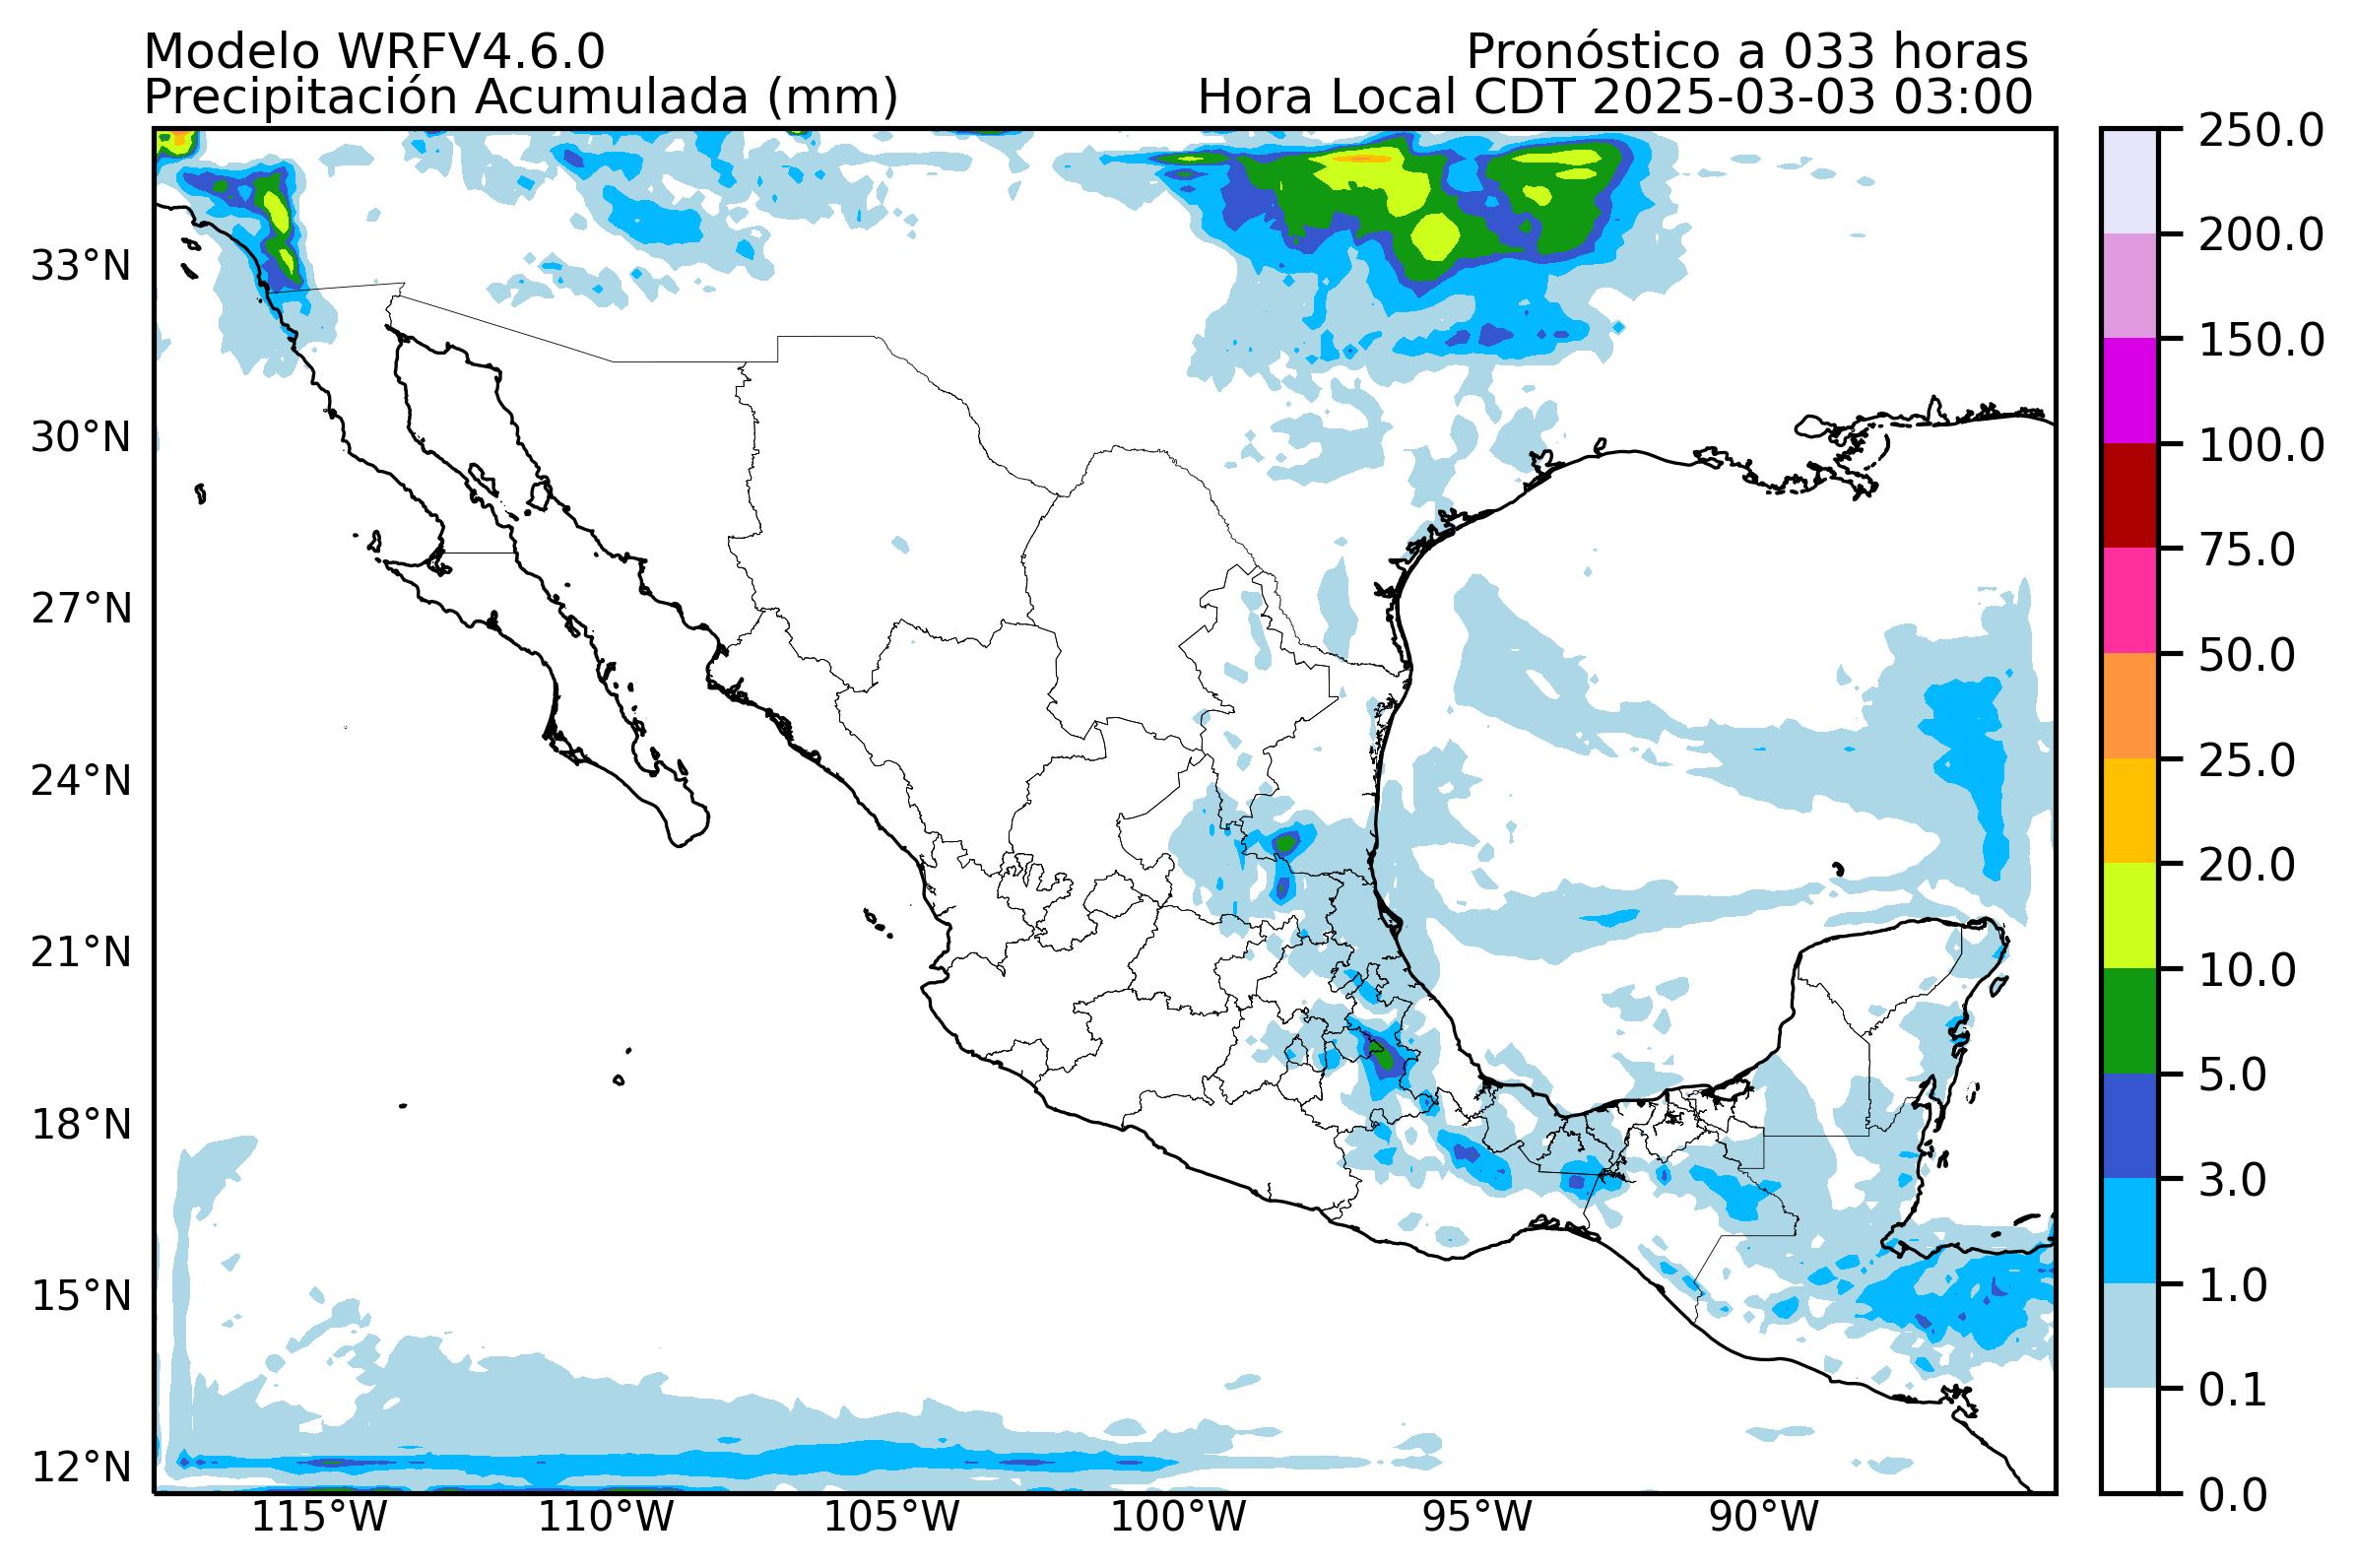 Modelo WRFV4.6.0
Pronóstico a 033 horas
Precipitación Acumulada (mm)
Hora Local CDT 2025-03-03 03:00
33°N
30°N
27°N
24°N
21°N
18°N
15°N
12°N
115°W
110°W
105°W
100°W
95°W
90°W
250.0
200.0
150.0
100.0
75.0
50.0
25.0
20.0
10.0
5.0
3.0
1.0
0.1
0.0